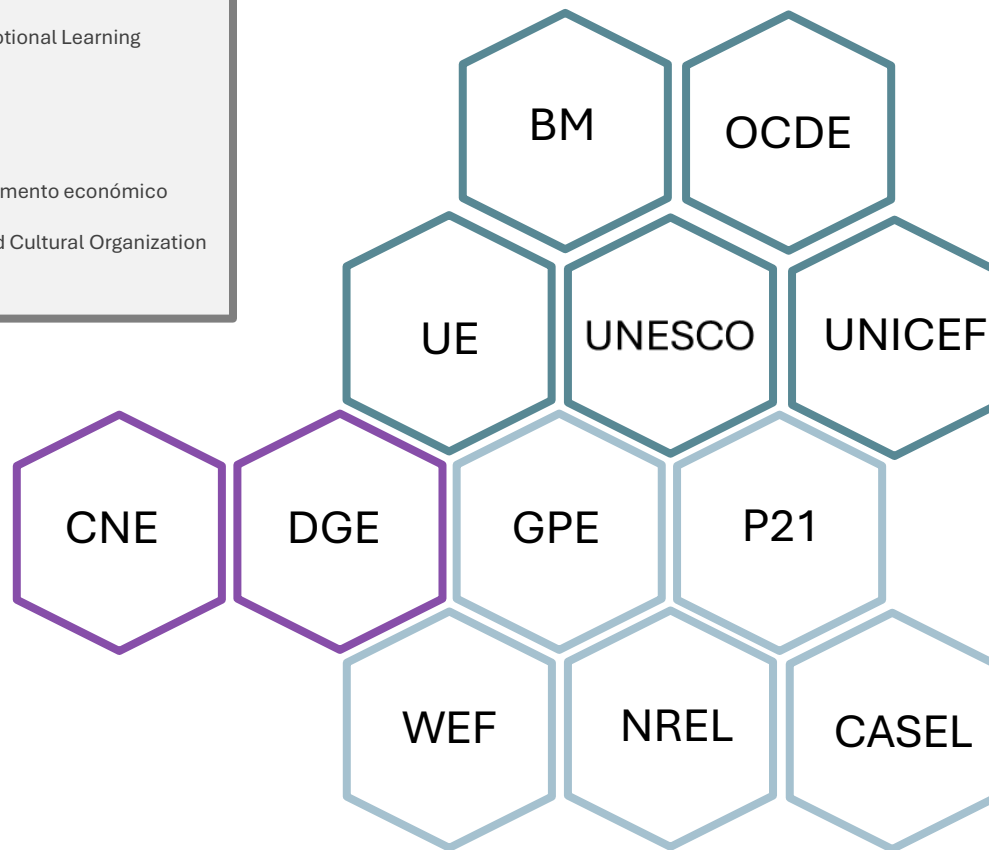 otional Learning
mento económico
d Cultural Organization
BM
OCDE
UE
UNESCO
UNICEF
CNE
DGE
GPE
P21
WEF
NREL
CASEL